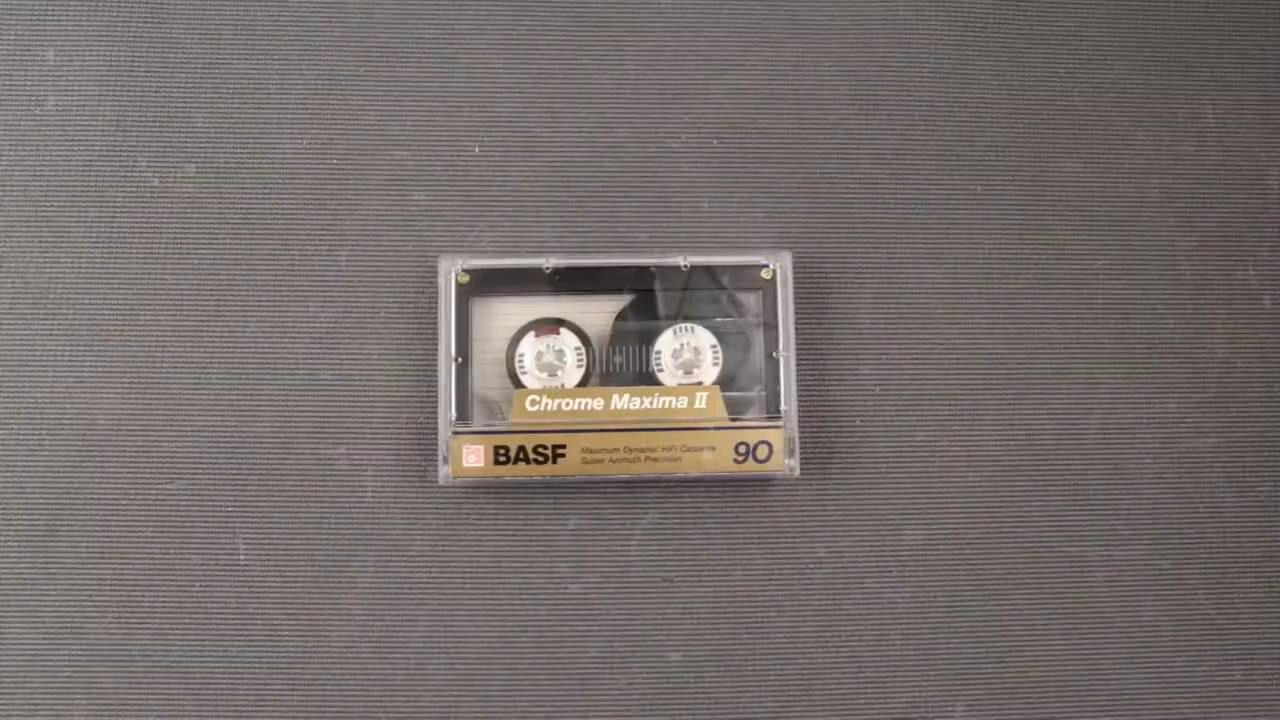 Chrome Maxima II
BASF
Maximum Dynamic HiFi Cassette
Super Azimuth Precision
90